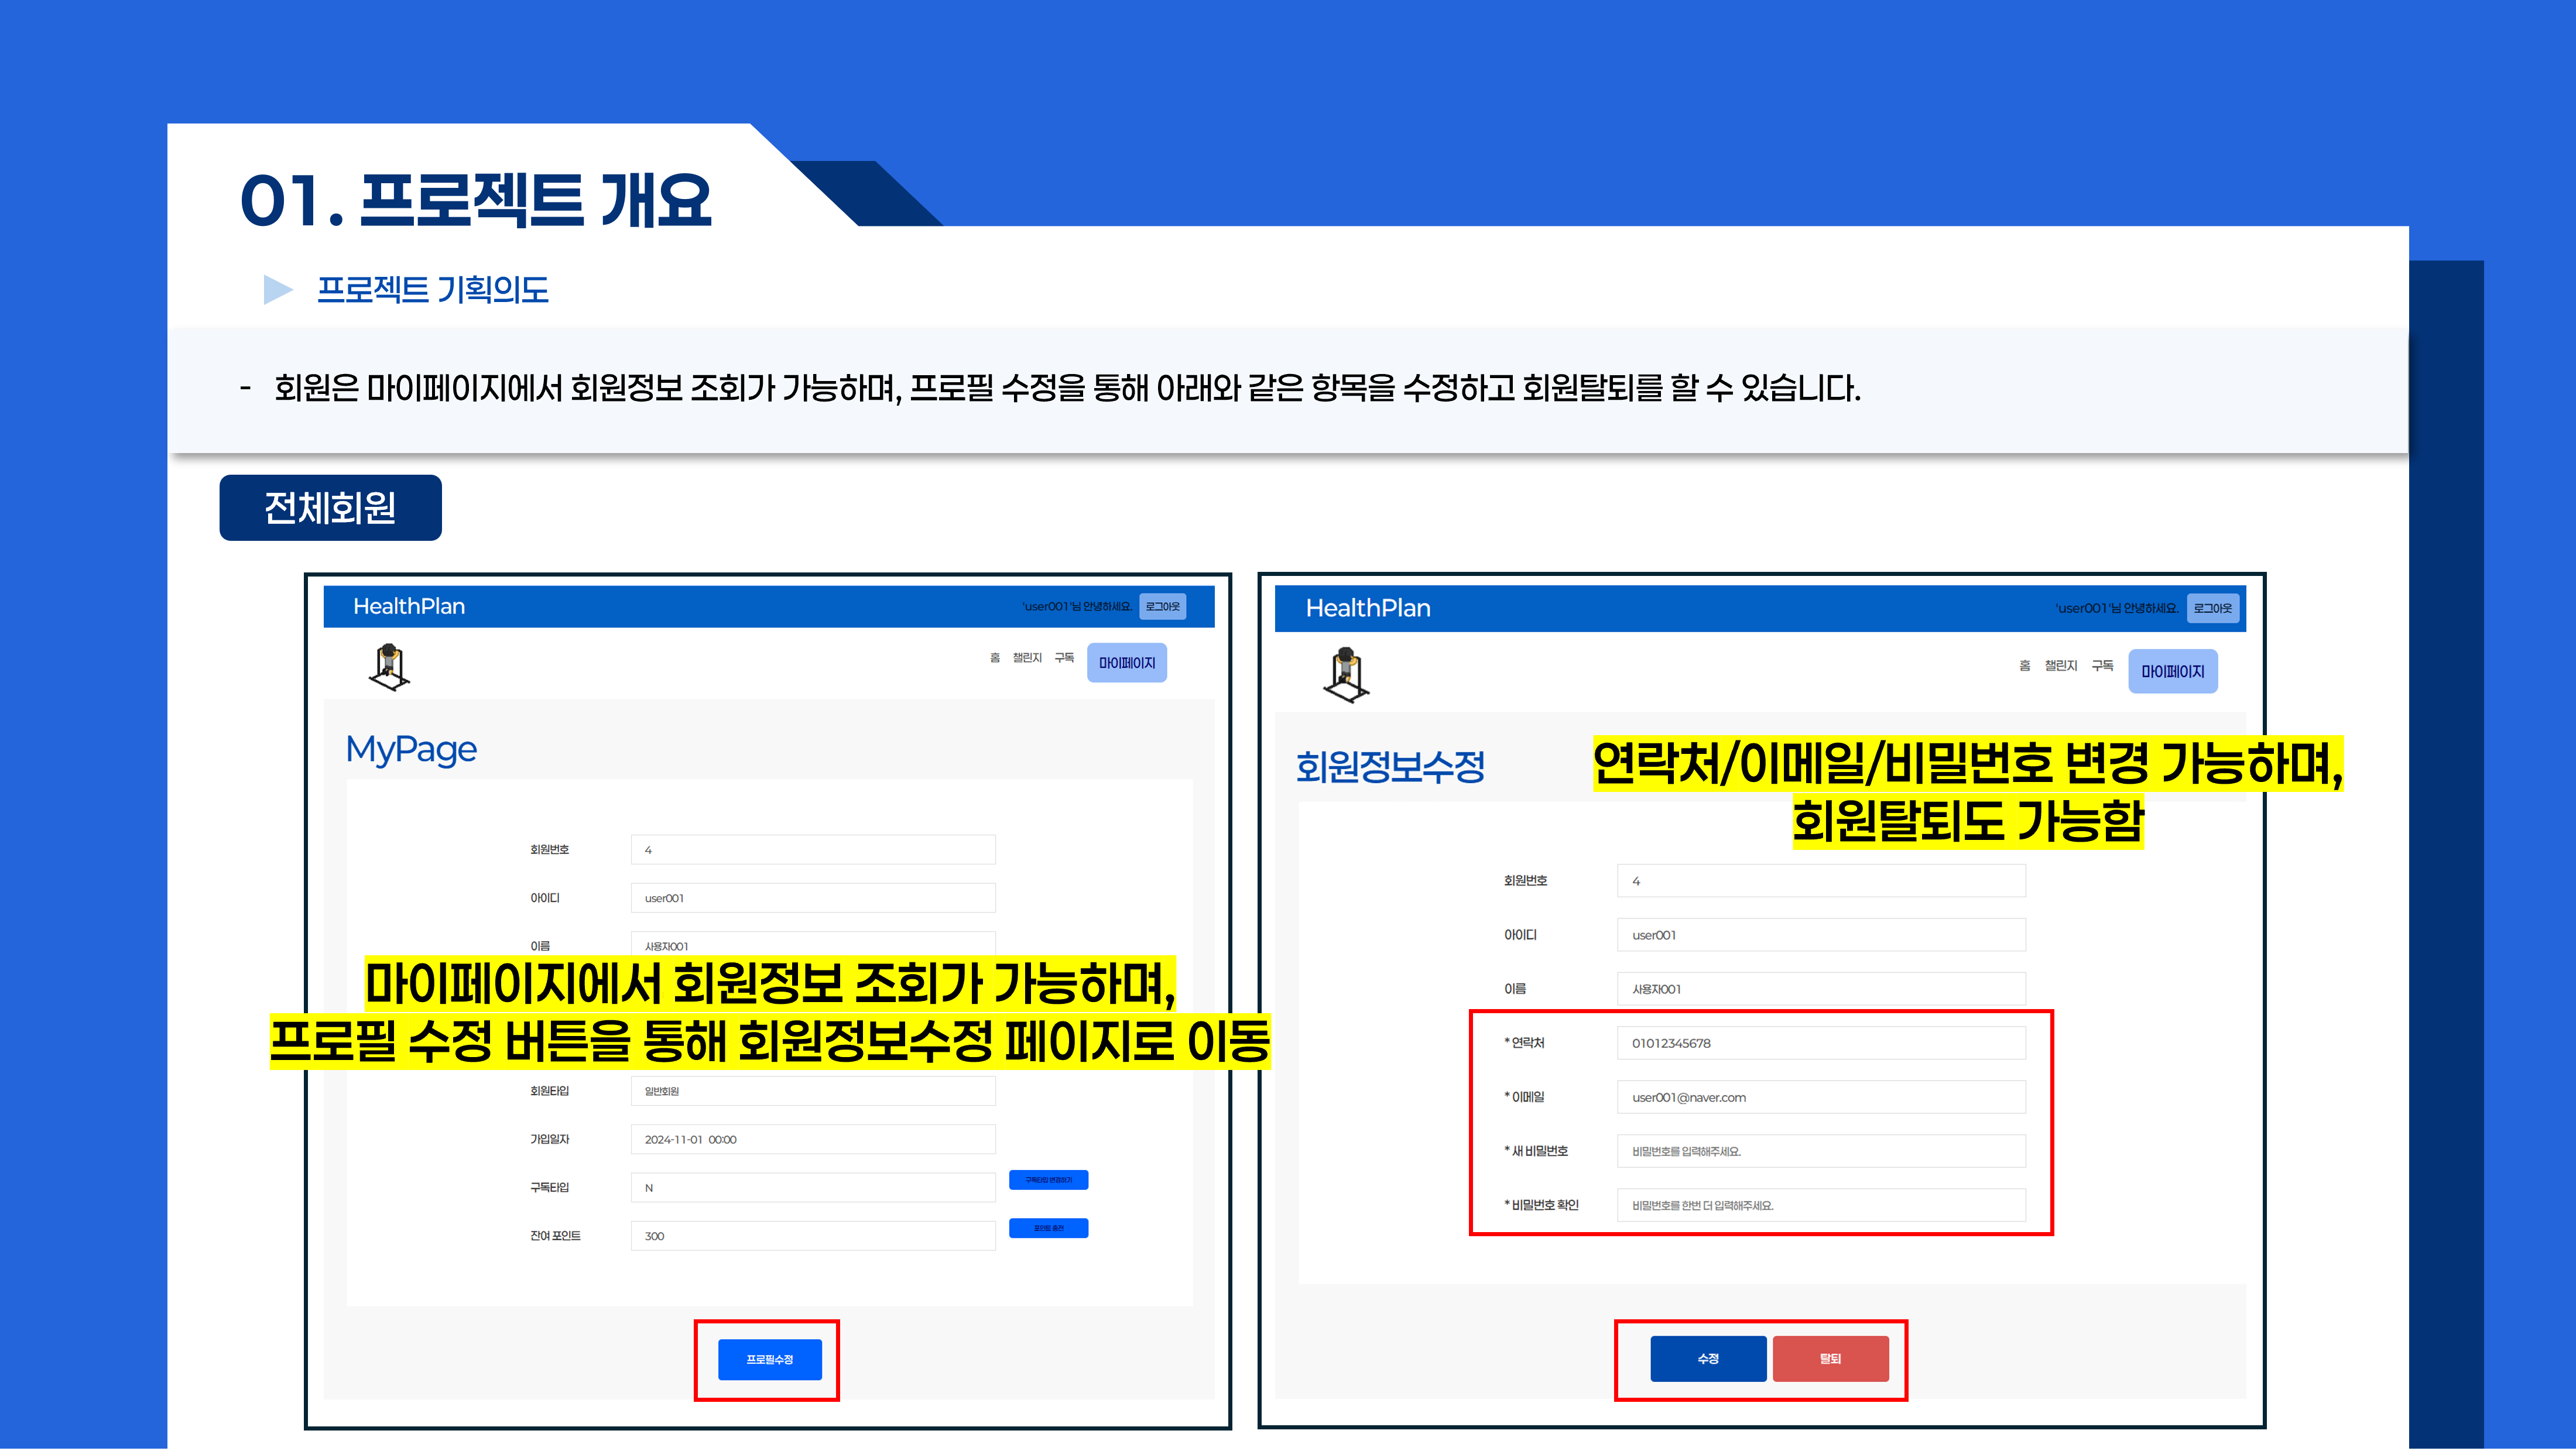 01. 프로젝트 개요
프로젝트 기획의도
- 회원은 마이페이지에서 회원정보 조회가 가능하며, 프로필 수정을 통해 아래와 같은 항목을 수정하고 회원탈퇴를 할 수 있습니다.
전체회원
HealthPlan
'user001'님 안녕하세요. 로그아웃
홈 챌린지 구독 마이페이지
MyPage
회원번호 4
아이디 user001
이름 사용자001
마이페이지에서 회원정보 조회가 가능하며,
프로필 수정 버튼을 통해 회원정보수정 페이지로 이동
회원타입 일반회원
가입일자 2024-11-01 00:00
구독타입 N 구독타입 변경하기
잔여 포인트 300 포인트 충전
프로필수정
HealthPlan
'user001'님 안녕하세요. 로그아웃
홈 챌린지 구독 마이페이지
회원정보수정
연락처/이메일/비밀번호 변경 가능하며,
회원탈퇴도 가능함
회원번호 4
아이디 user001
이름 사용자001
* 연락처 01012345678
* 이메일 user001@naver.com
* 새 비밀번호 비밀번호를 입력해주세요.
* 비밀번호 확인 비밀번호를 한번 더 입력해주세요.
수정 탈퇴